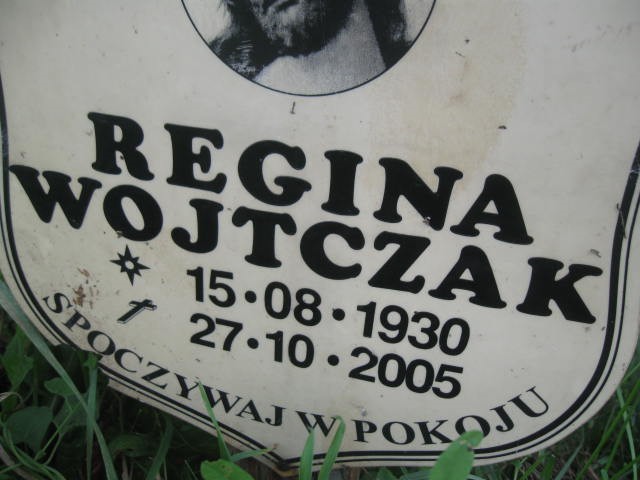 REGINA
WOJTCZAK
15•08•1930
27•10•2005
SPOCZYWAJ W POKOJU